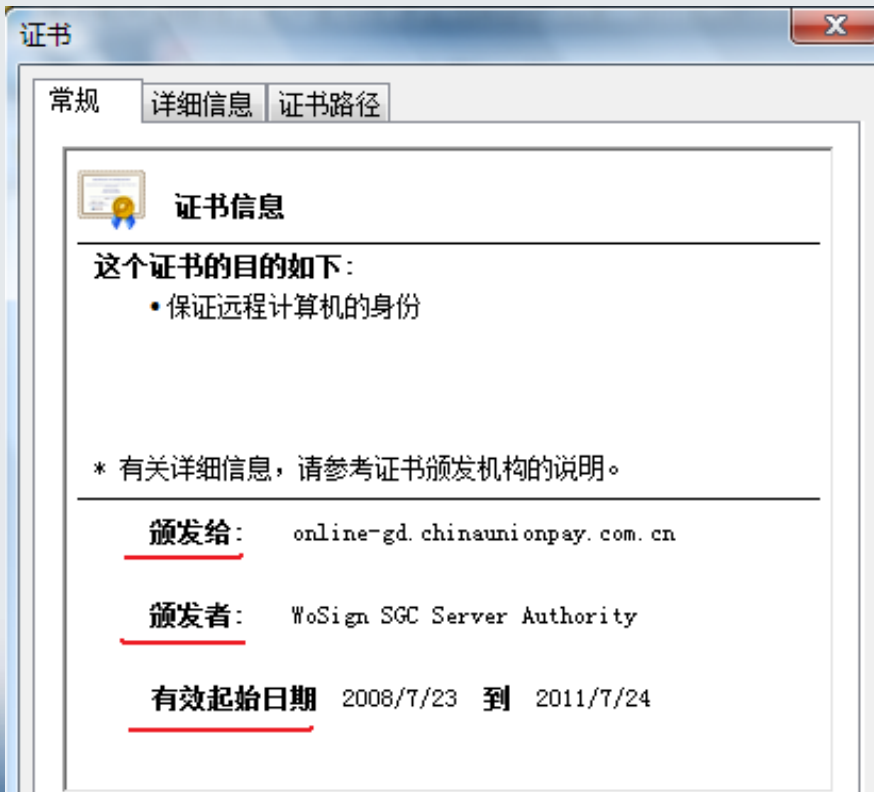 证书
常规 详细信息 证书路径
证书信息
这个证书的目的如下:
•保证远程计算机的身份
* 有关详细信息，请参考证书颁发机构的说明。
颁发给: online-gd.chinaunionpay.com.cn
颁发者: WoSign SGC Server Authority
有效起始日期 2008/7/23 到 2011/7/24